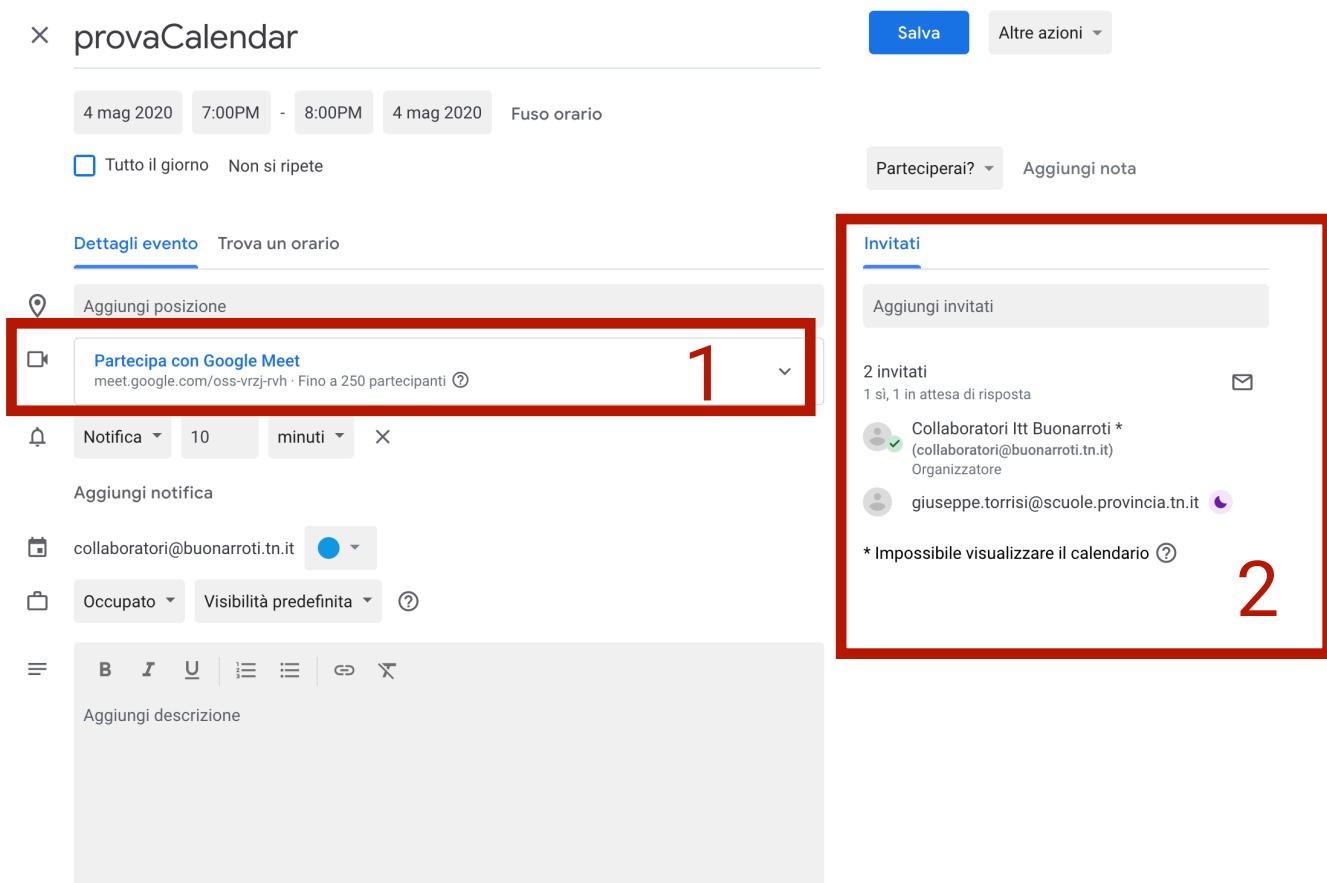 provaCalendar
Salva
Altre azioni
4 mag 2020 7:00PM - 8:00PM 4 mag 2020 Fuso orario
Tutto il giorno Non si ripete
Parteciperai? Aggiungi nota
Dettagli evento Trova un orario
Aggiungi posizione
Partecipa con Google Meet
meet.google.com/oss-vrzj-rvh · Fino a 250 partecipanti
1
Notifica 10 minuti
Aggiungi notifica
collaboratori@buonarroti.tn.it
Occupato Visibilità predefinita
B I U
Aggiungi descrizione
Invitati
Aggiungi invitati
2 invitati
1 sì, 1 in attesa di risposta
Collaboratori Itt Buonarroti *
(collaboratori@buonarroti.tn.it)
Organizzatore
giuseppe.torrisi@scuole.provincia.tn.it
* Impossibile visualizzare il calendario
2